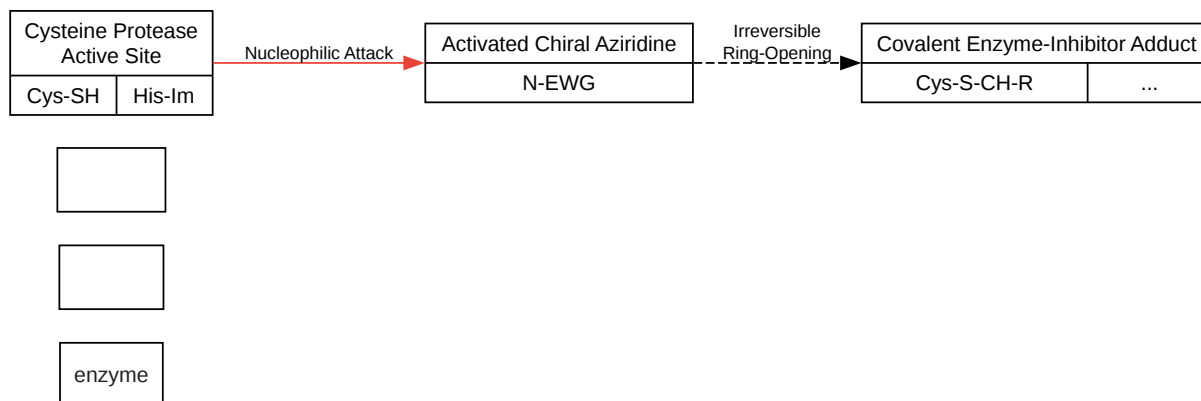 Cysteine Protease
Active Site
Cys-SH
His-Im
Nucleophilic Attack
Activated Chiral Aziridine
N-EWG
Irreversible
Ring-Opening
Covalent Enzyme-Inhibitor Adduct
Cys-S-CH-R
...
enzyme